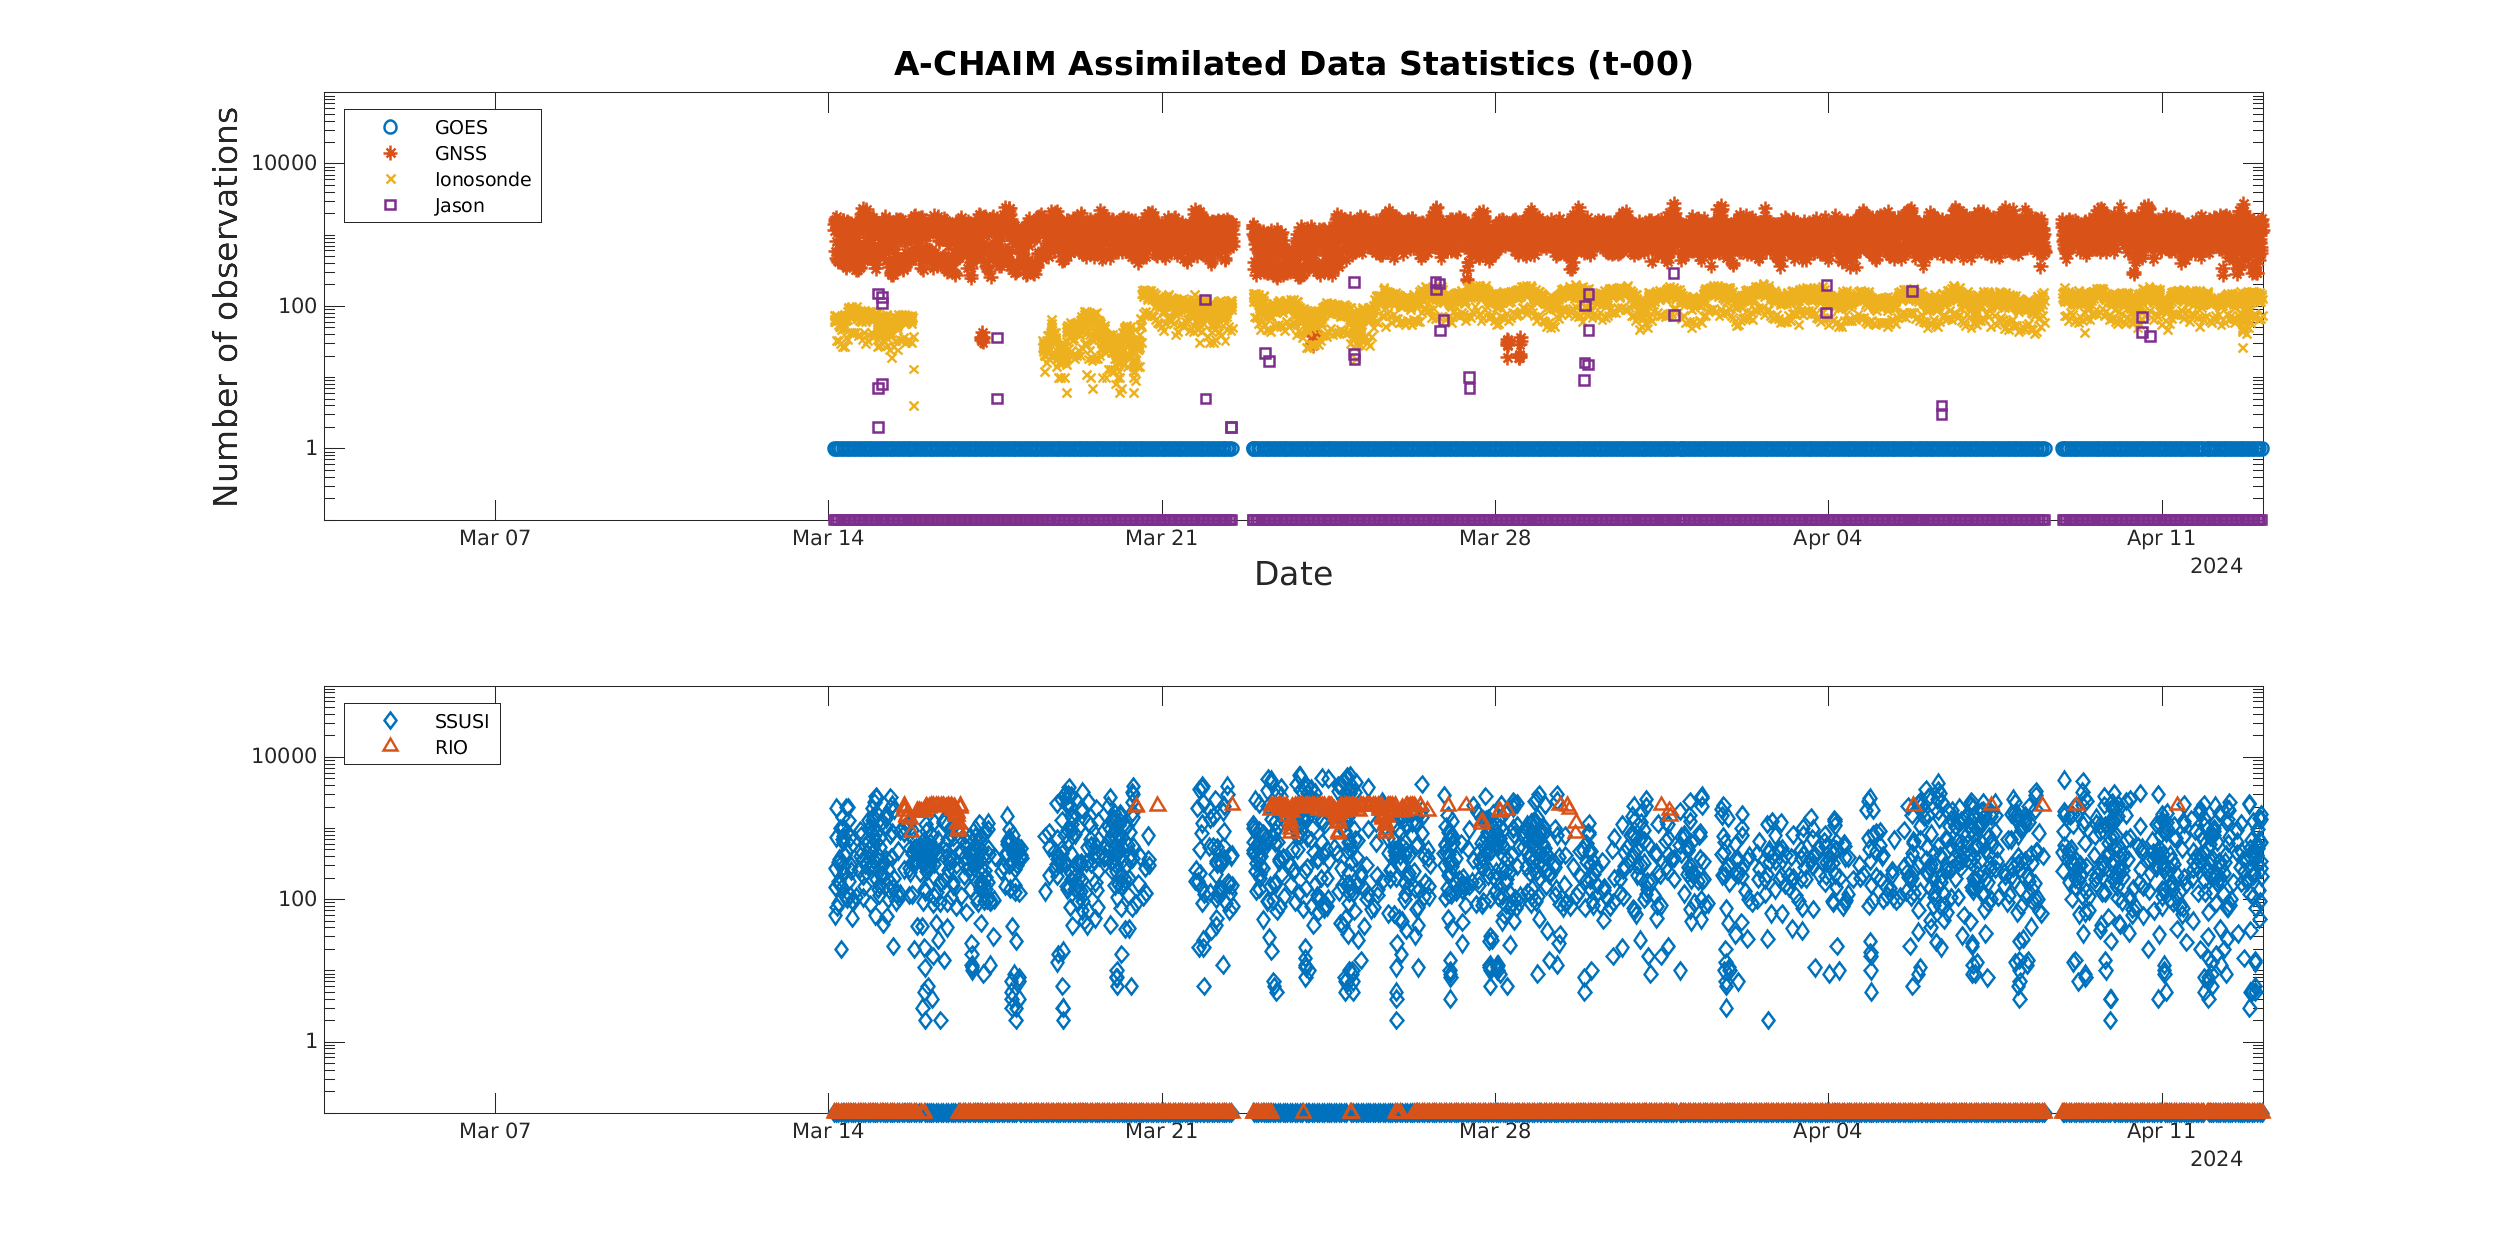 A-CHAIM Assimilated Data Statistics (t-00)
Number of observations
10000
100
1
GOES
GNSS
Ionosonde
Jason
Mar 07
Mar 14
Mar 21
Mar 28
Apr 04
Apr 11
2024
Date
10000
100
1
SSUSI
RIO
Mar 07
Mar 14
Mar 21
Mar 28
Apr 04
Apr 11
2024